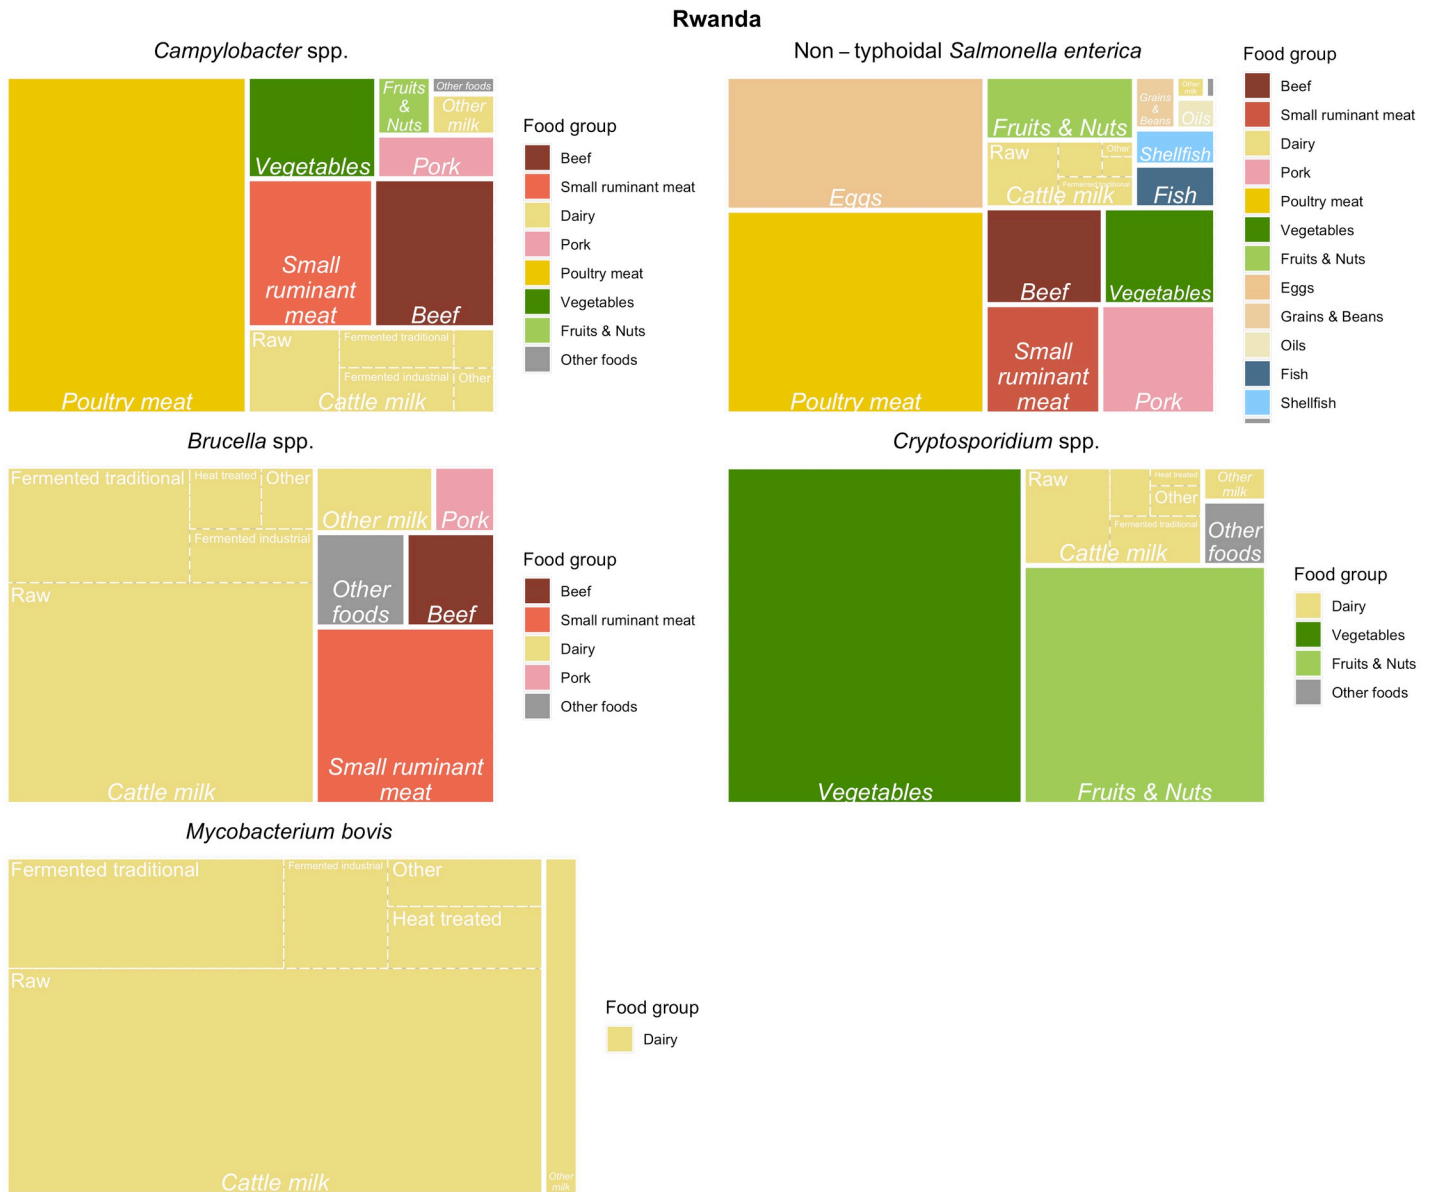 Rwanda
Campylobacter spp.
Poultry meat
Vegetables
Fruits
&
Nuts
Other foods
Other
milk
Pork
Small
ruminant
meat
Beef
Raw
Fermented traditional
Fermented industrial
Other
Cattle milk
Food group
Beef
Small ruminant meat
Dairy
Pork
Poultry meat
Vegetables
Fruits & Nuts
Other foods
Non – typhoidal Salmonella enterica
Eggs
Poultry meat
Fruits & Nuts
Raw
Other
Fermented traditional
Cattle milk
Grains
&
Beans
Other
milk
Oils
Shellfish
Fish
Beef
Vegetables
Small
ruminant
meat
Pork
Food group
Beef
Small ruminant meat
Dairy
Pork
Poultry meat
Vegetables
Fruits & Nuts
Eggs
Grains & Beans
Oils
Fish
Shellfish
Brucella spp.
Fermented traditional
Heat treated
Other
Fermented industrial
Raw
Cattle milk
Other milk
Pork
Other
foods
Beef
Small ruminant
meat
Food group
Beef
Small ruminant meat
Dairy
Pork
Other foods
Cryptosporidium spp.
Vegetables
Raw
Heat treated
Other
Fermented traditional
Cattle milk
Other
milk
Other
foods
Fruits & Nuts
Food group
Dairy
Vegetables
Fruits & Nuts
Other foods
Mycobacterium bovis
Fermented traditional
Fermented industrial
Other
Heat treated
Raw
Cattle milk
Other
milk
Food group
Dairy